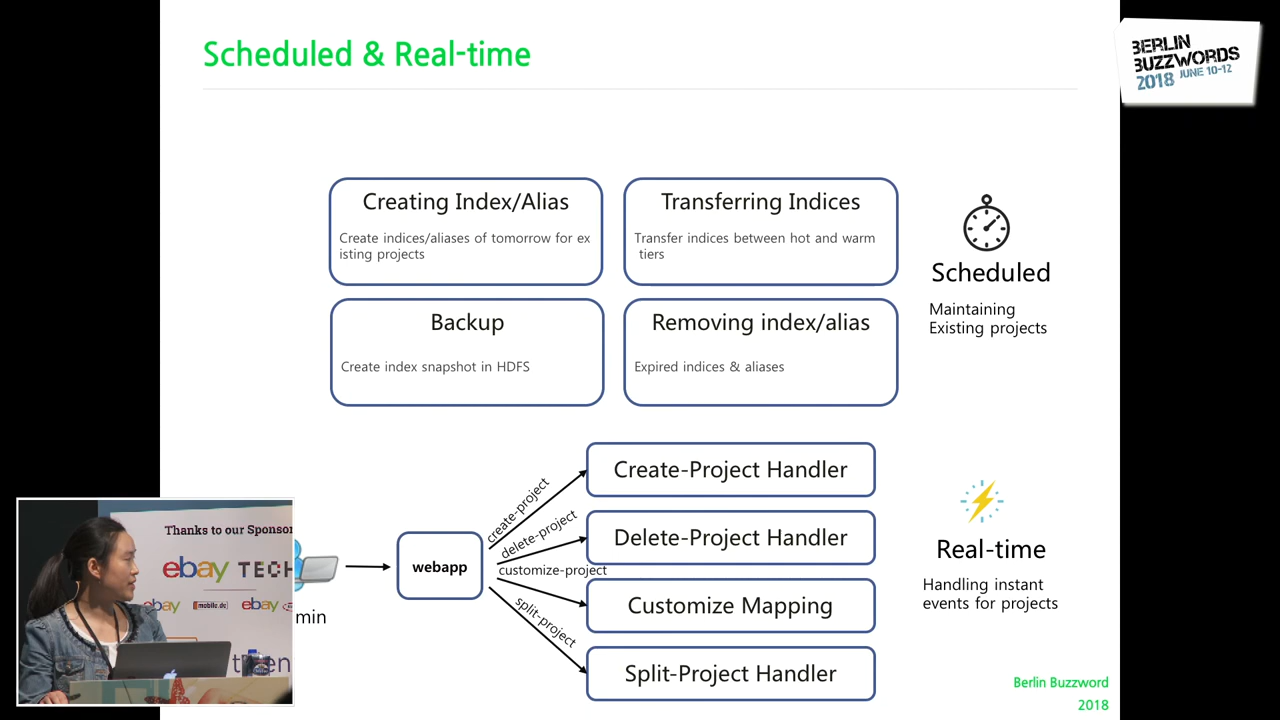 Scheduled & Real-time
BERLIN
BUZZWORDS
2018 JUNE 10-12
Creating Index/Alias
Create indices/aliases of tomorrow for ex
isting projects
Transferring Indices
Transfer indices between hot and warm
tiers
Scheduled
Maintaining
Existing projects
Backup
Create index snapshot in HDFS
Removing index/alias
Expired indices & aliases
Create-Project Handler
create-project
Delete-Project Handler
delete-project
customize-project
Customize Mapping
split-project
Split-Project Handler
webapp
min
Real-time
Handling instant
events for projects
Thanks to our Sponsor
ebay TECH
ebay mobile.de ebay
Berlin Buzzword
2018